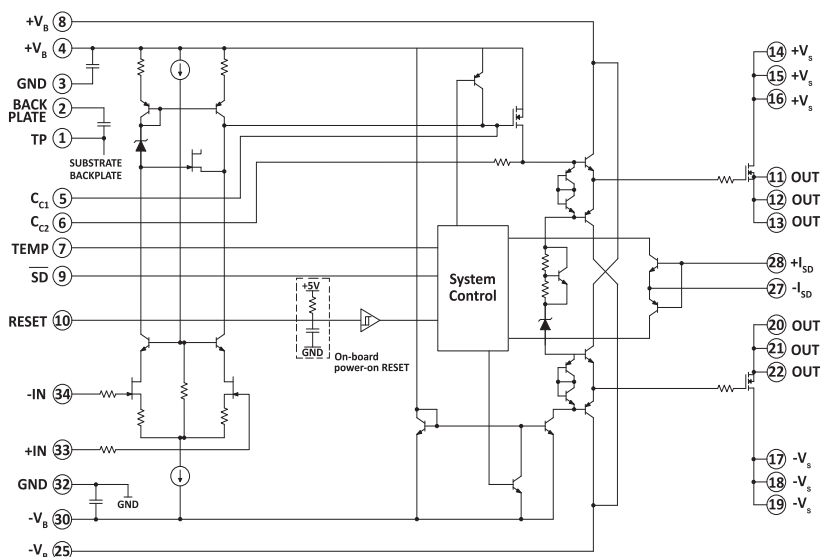 +VB 8
+VB 4
GND 3
BACK PLATE 2
TP 1
SUBSTRATE BACKPLATE
CC1 5
CC2 6
TEMP 7
SD 9
RESET 10
-IN 34
+IN 33
GND 32
GND
-VB 30
-VB 25
+5V
GND
On-board
power-on RESET
System
Control
14 +Vs
15 +Vs
16 +Vs
11 OUT
12 OUT
13 OUT
28 +ISD
27 -ISD
20 OUT
21 OUT
22 OUT
17 -Vs
18 -Vs
19 -Vs